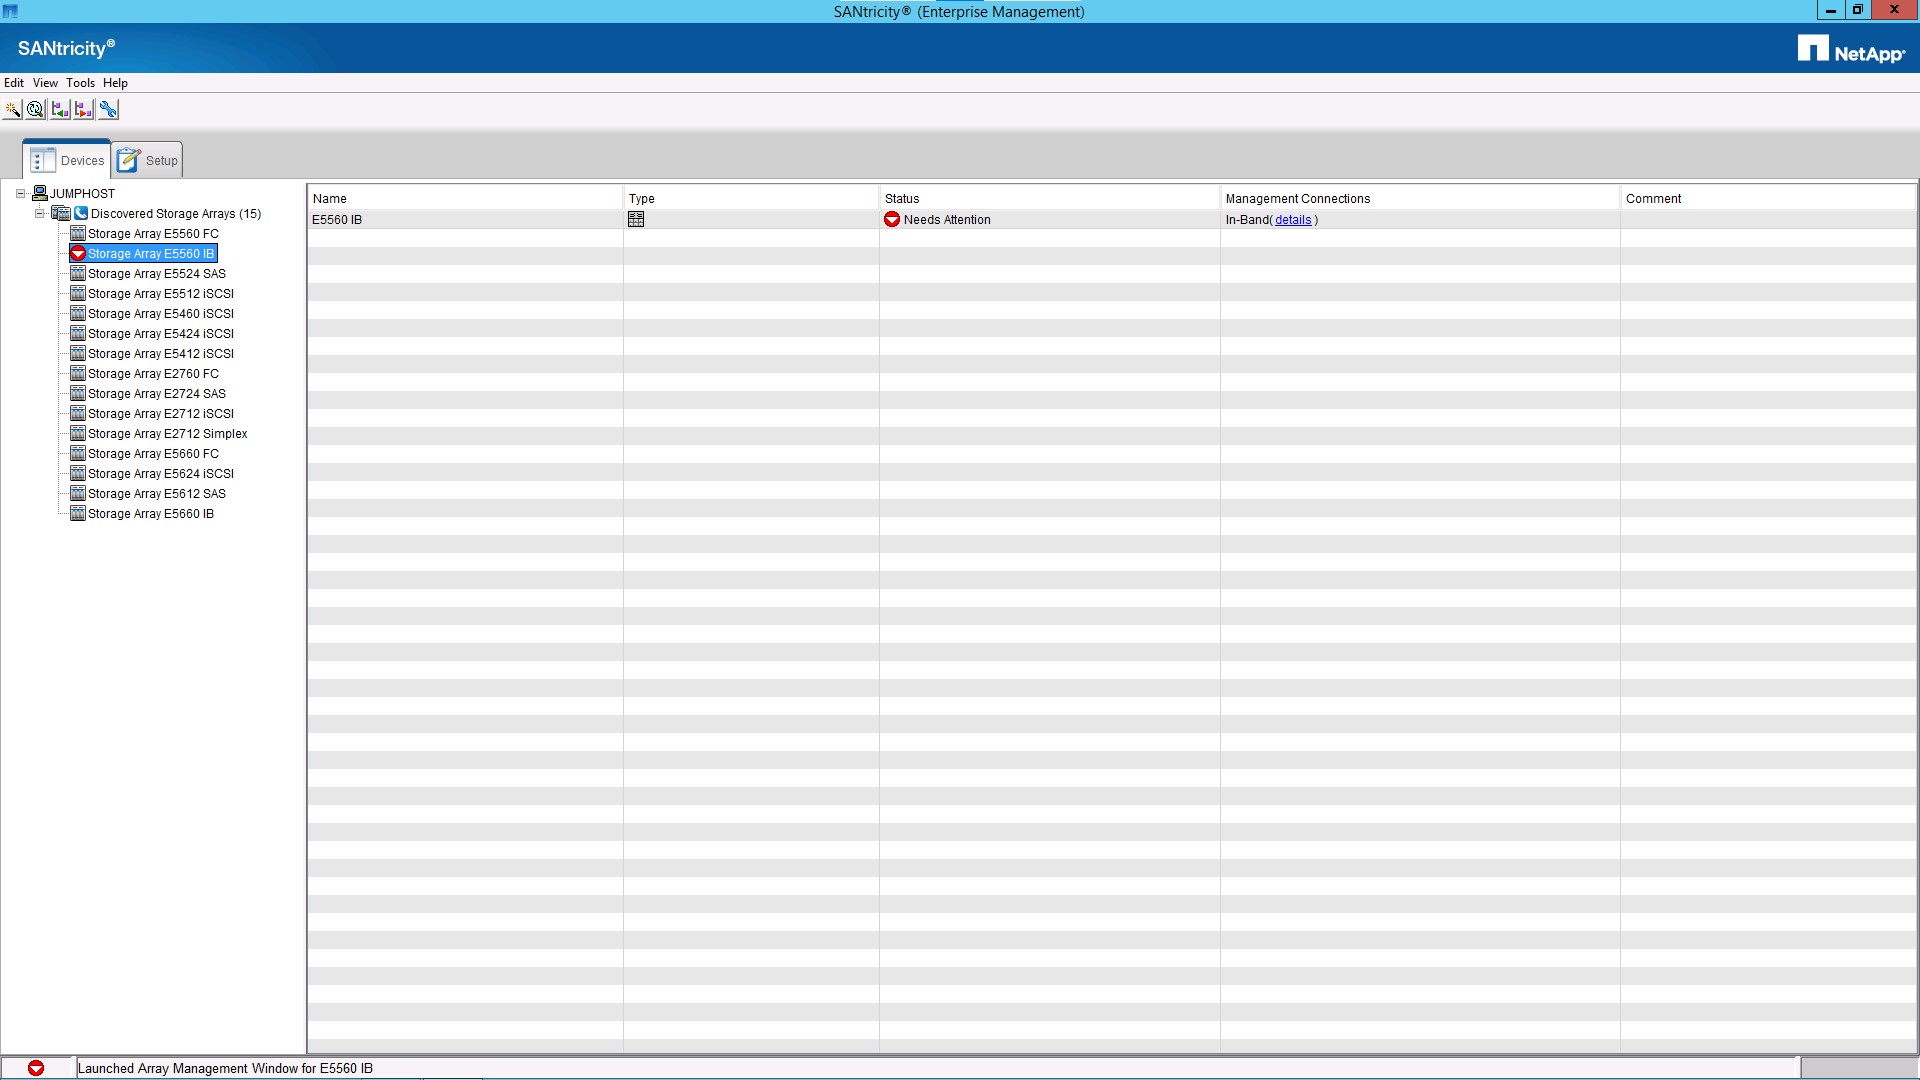 SANtricity® (Enterprise Management)
SANtricity®
NetApp
Edit View Tools Help
Devices Setup
JUMPHOST
Discovered Storage Arrays (15)
Storage Array E5560 FC
Storage Array E5560 IB
Storage Array E5524 SAS
Storage Array E5512 iSCSI
Storage Array E5460 iSCSI
Storage Array E5424 iSCSI
Storage Array E5412 iSCSI
Storage Array E2760 FC
Storage Array E2724 SAS
Storage Array E2712 iSCSI
Storage Array E2712 Simplex
Storage Array E5660 FC
Storage Array E5624 iSCSI
Storage Array E5612 SAS
Storage Array E5660 IB
Name Type Status Management Connections Comment
E5560 IB Needs Attention In-Band( details )
Launched Array Management Window for E5560 IB